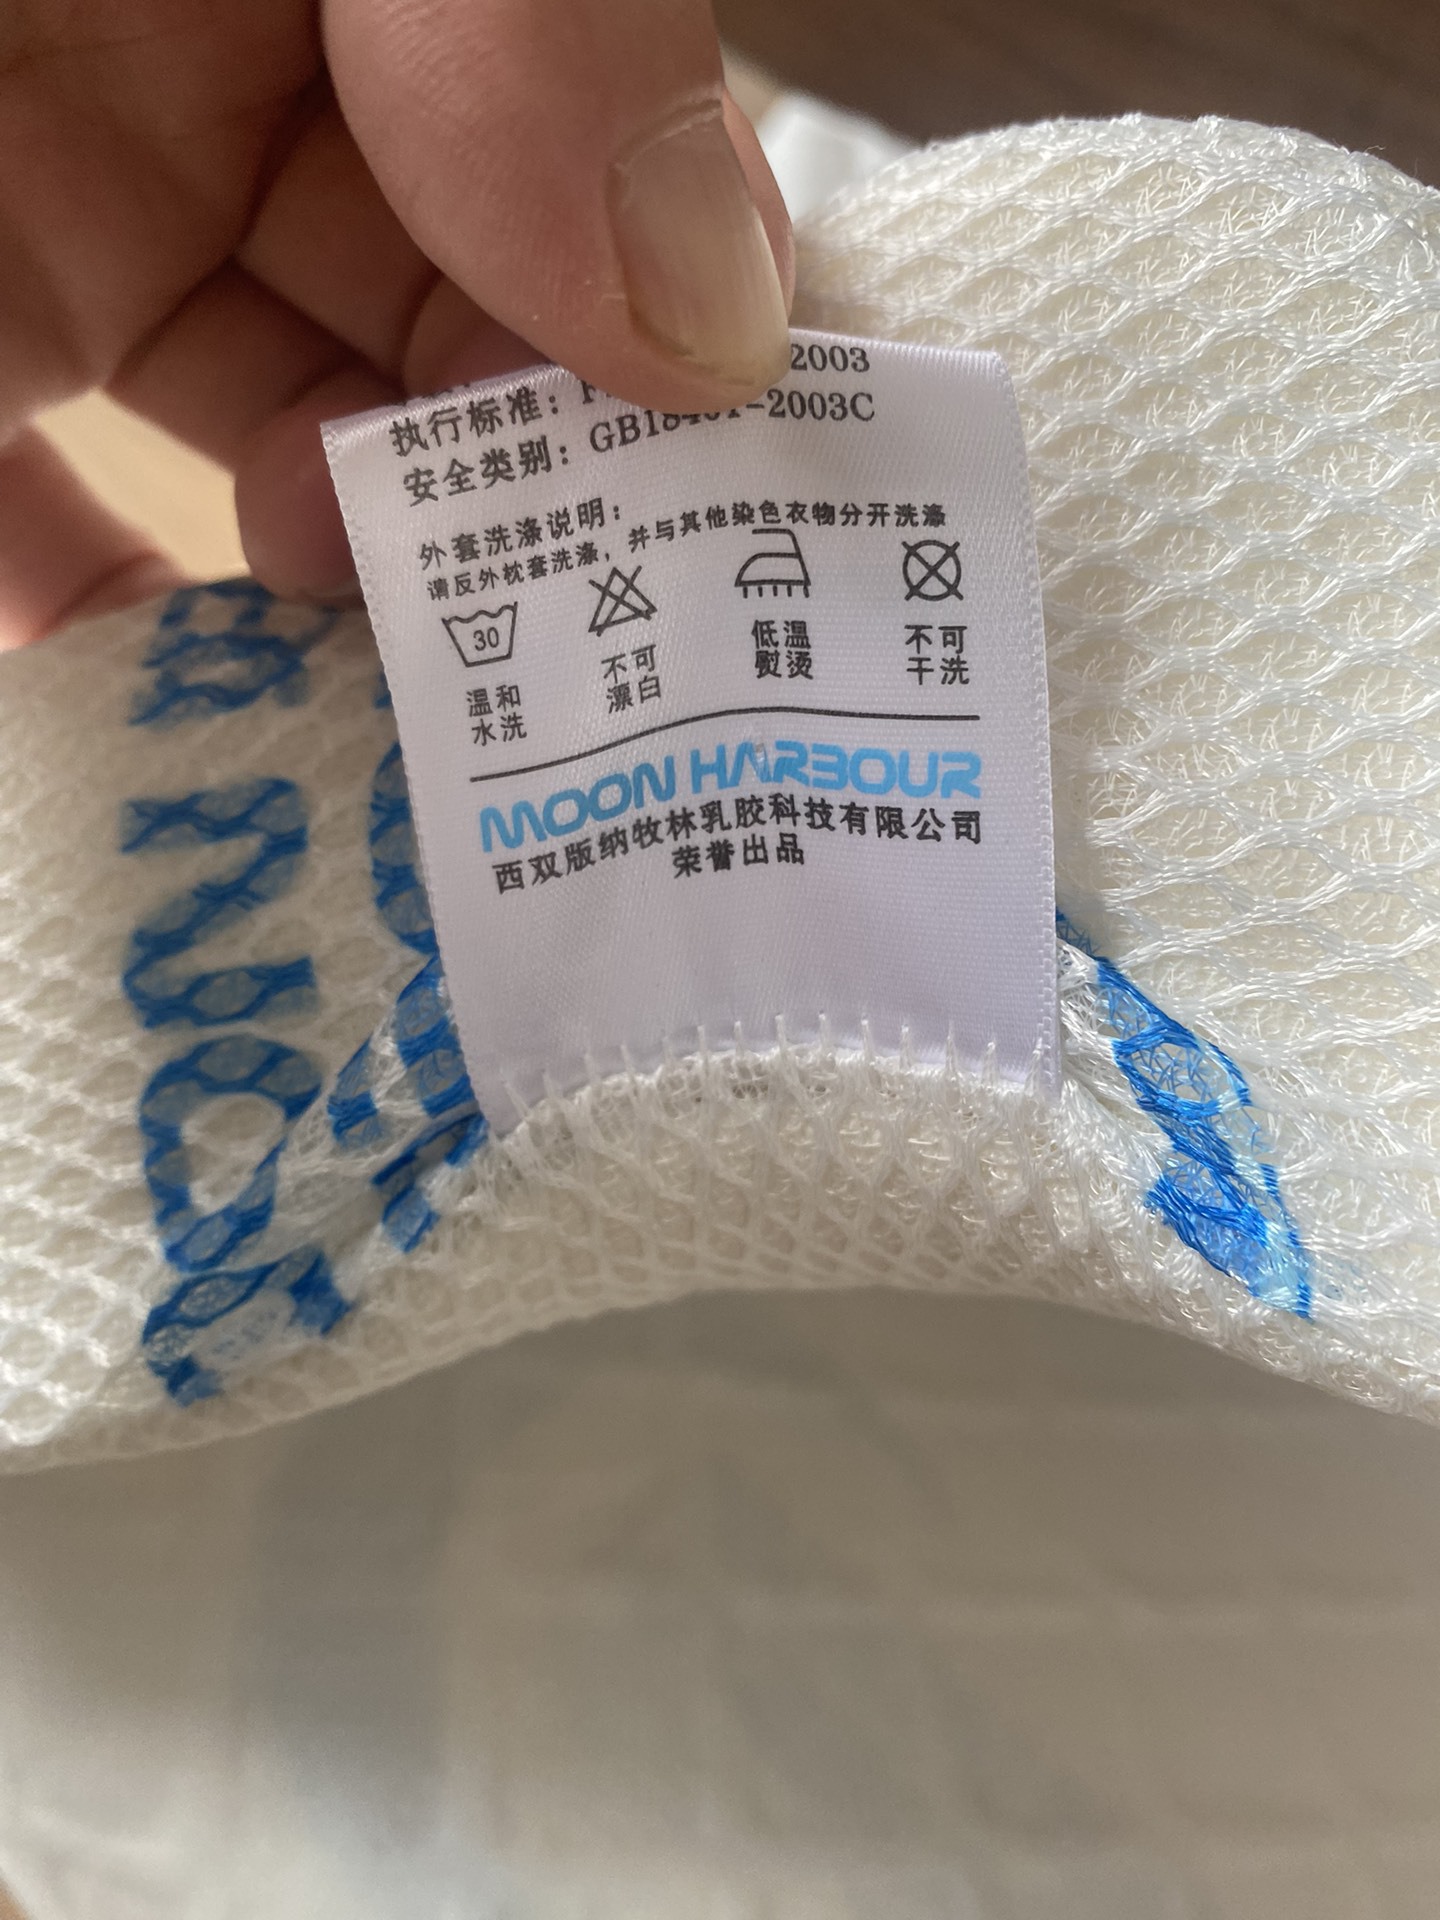 执行标准：
2003
安全类别：GB18401-2003C
外套洗涤说明：
请反外枕套洗涤，并与其他染色衣物分开洗涤
30
温和
水洗
不可
漂白
低温
熨烫
不可
干洗
MOON HARBOUR
西双版纳牧林乳胶科技有限公司
荣誉出品